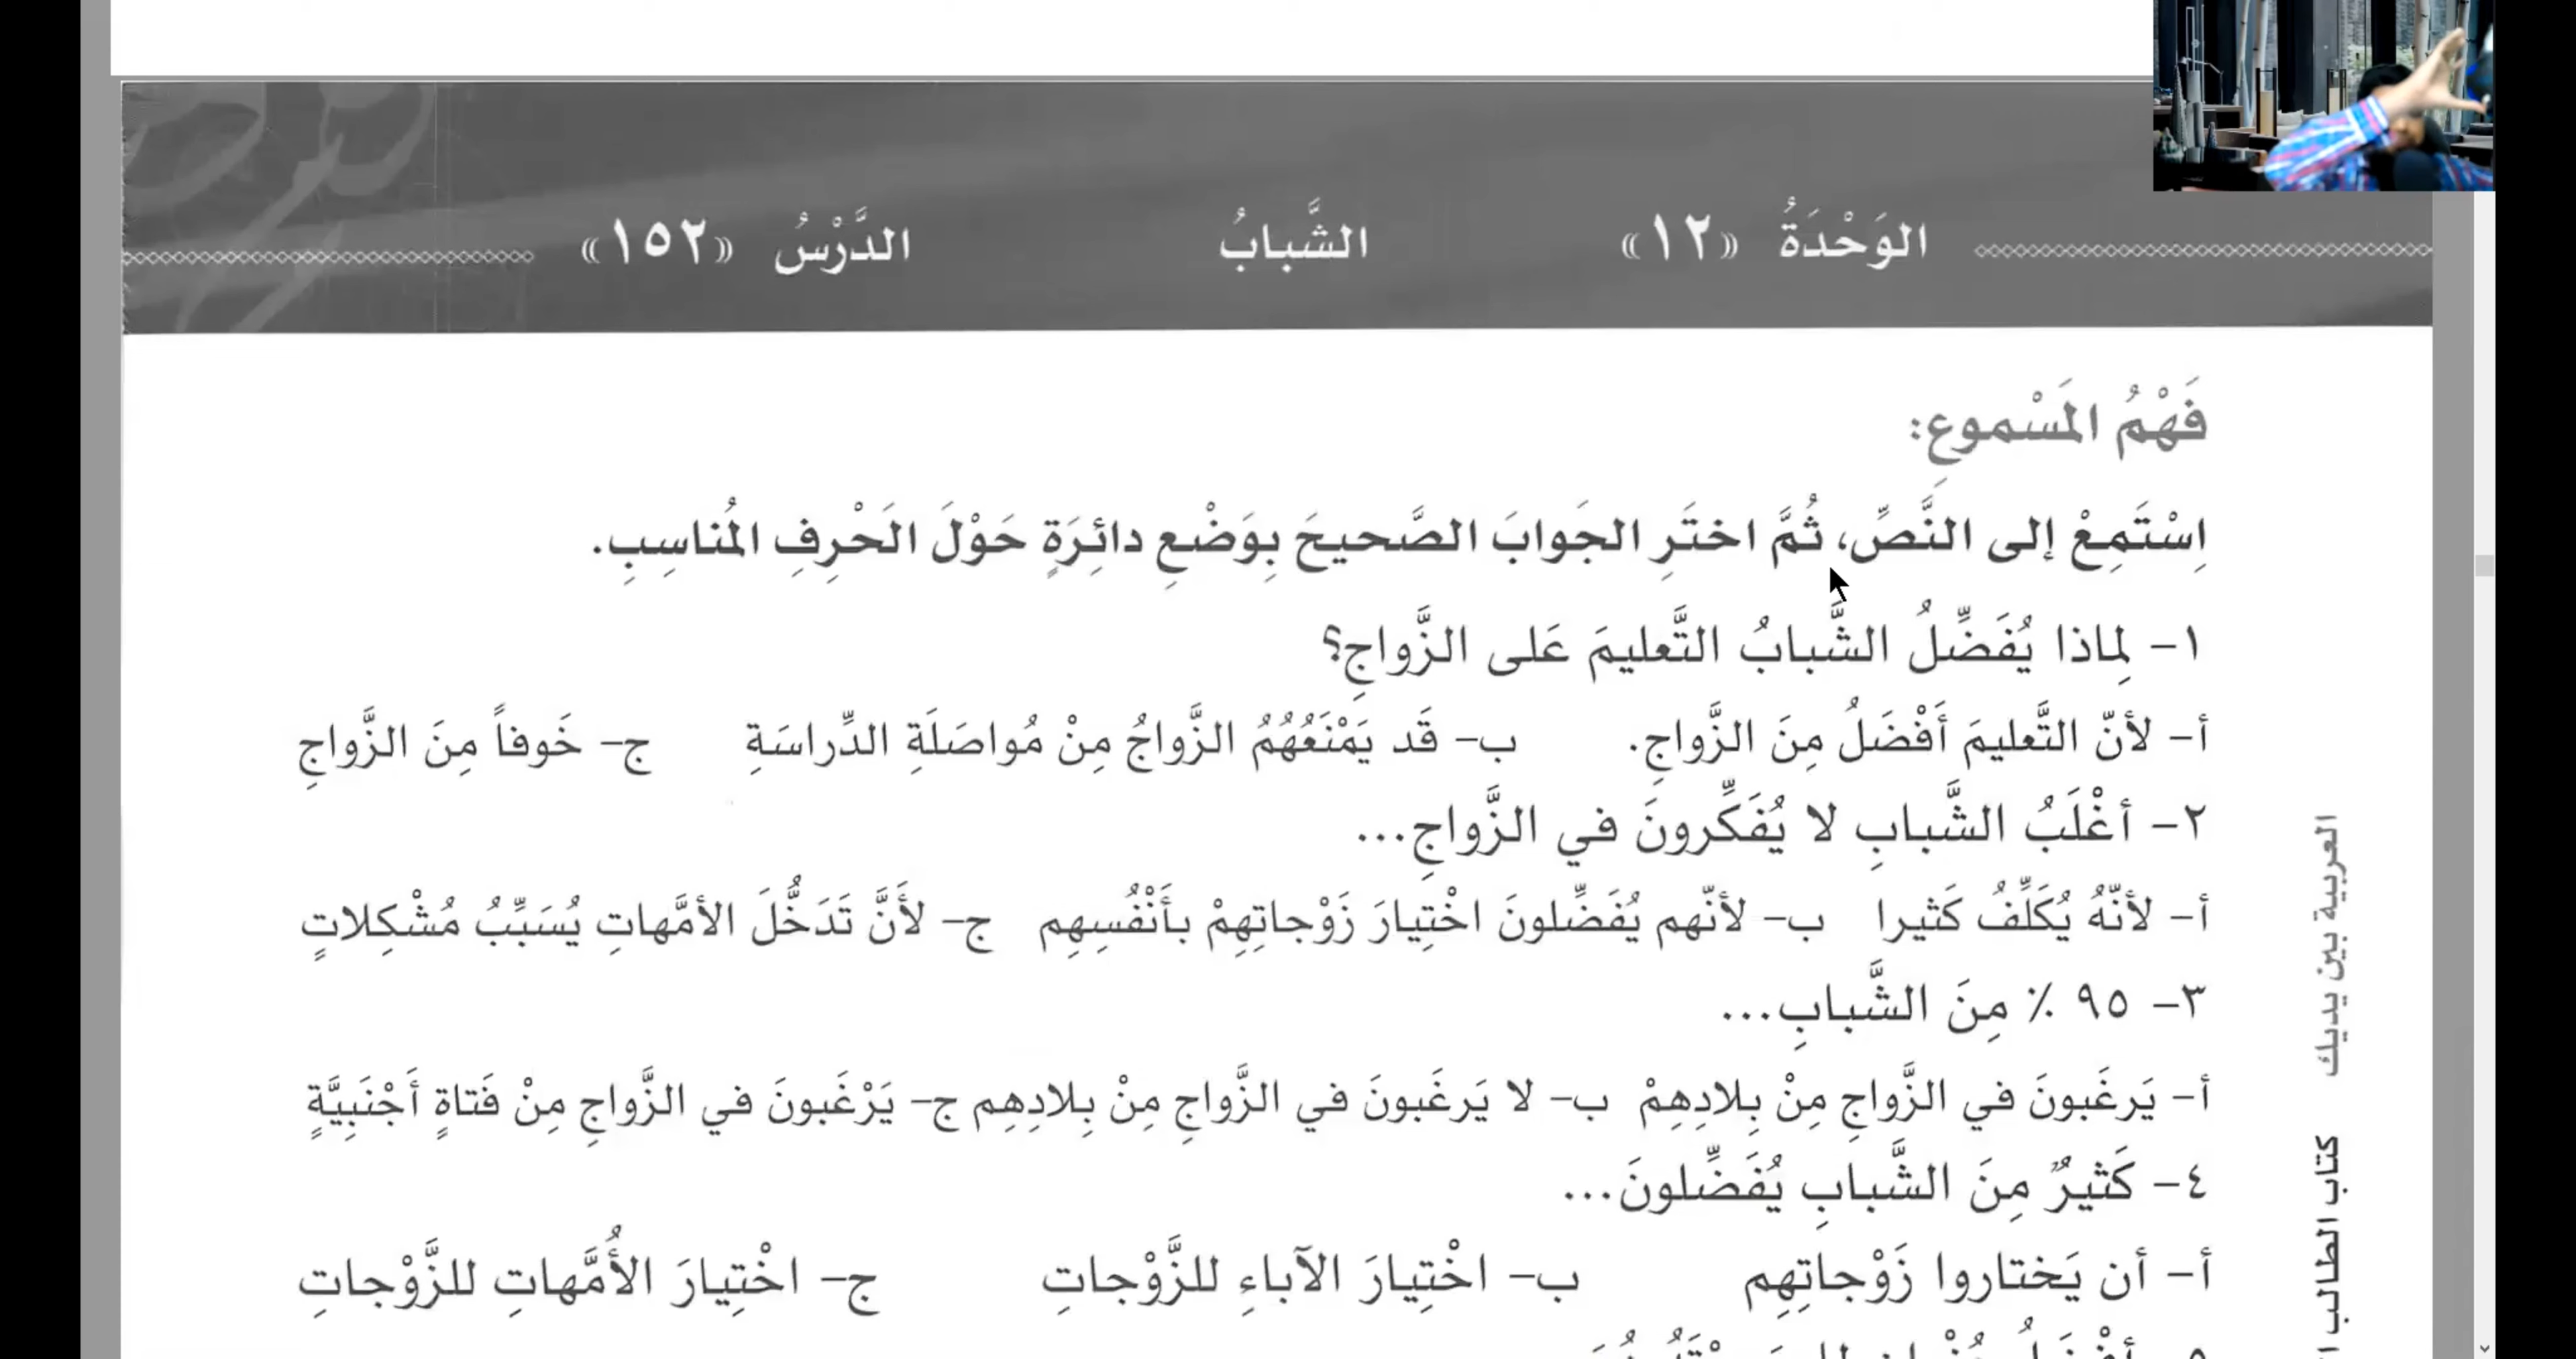 الوَحْدَةُ «١٢» الشَّبابُ الدَّرْسُ «١٥٢»
فَهْمُ المَسْموعِ:
اِسْتَمِعْ إلى النَّصِّ، ثُمَّ اختَرِ الجَوابَ الصَّحيحَ بِوَضْعِ دائِرَةٍ حَوْلَ الحَرْفِ المُناسِبِ.
١- لِماذا يُفَضِّلُ الشَّبابُ التَّعليمَ عَلى الزَّواجِ؟
أ- لأنّ التَّعليمَ أَفْضَلُ مِنَ الزَّواجِ. ب- قَد يَمْنَعُهُمُ الزَّواجُ مِنْ مُواصَلَةِ الدِّراسَةِ ج- خَوفاً مِنَ الزَّواجِ
٢- أغْلَبُ الشَّبابِ لا يُفَكِّرونَ في الزَّواجِ...
أ- لأنّهُ يُكَلِّفُ كَثيرا ب- لأنّهم يُفَضِّلونَ اخْتِيارَ زَوْجاتِهِمْ بأَنْفُسِهِم ج- لأَنَّ تَدَخُّلَ الأمَّهاتِ يُسَبِّبُ مُشْكِلاتٍ
٣- ٩٥ ٪ مِنَ الشَّبابِ...
أ- يَرغَبونَ في الزَّواجِ مِنْ بِلادِهِمْ ب- لا يَرغَبونَ في الزَّواجِ مِنْ بِلادِهِم ج- يَرْغَبونَ في الزَّواجِ مِنْ فَتاةٍ أَجْنَبِيَّةٍ
٤- كَثيرٌ مِنَ الشَّبابِ يُفَضِّلونَ...
أ- أن يَختاروا زَوْجاتِهِم ب- اخْتِيارَ الآباءِ للزَّوْجاتِ ج- اخْتِيارَ الأُمَّهاتِ للزَّوْجاتِ
العربية بين يديك كتاب الطالب